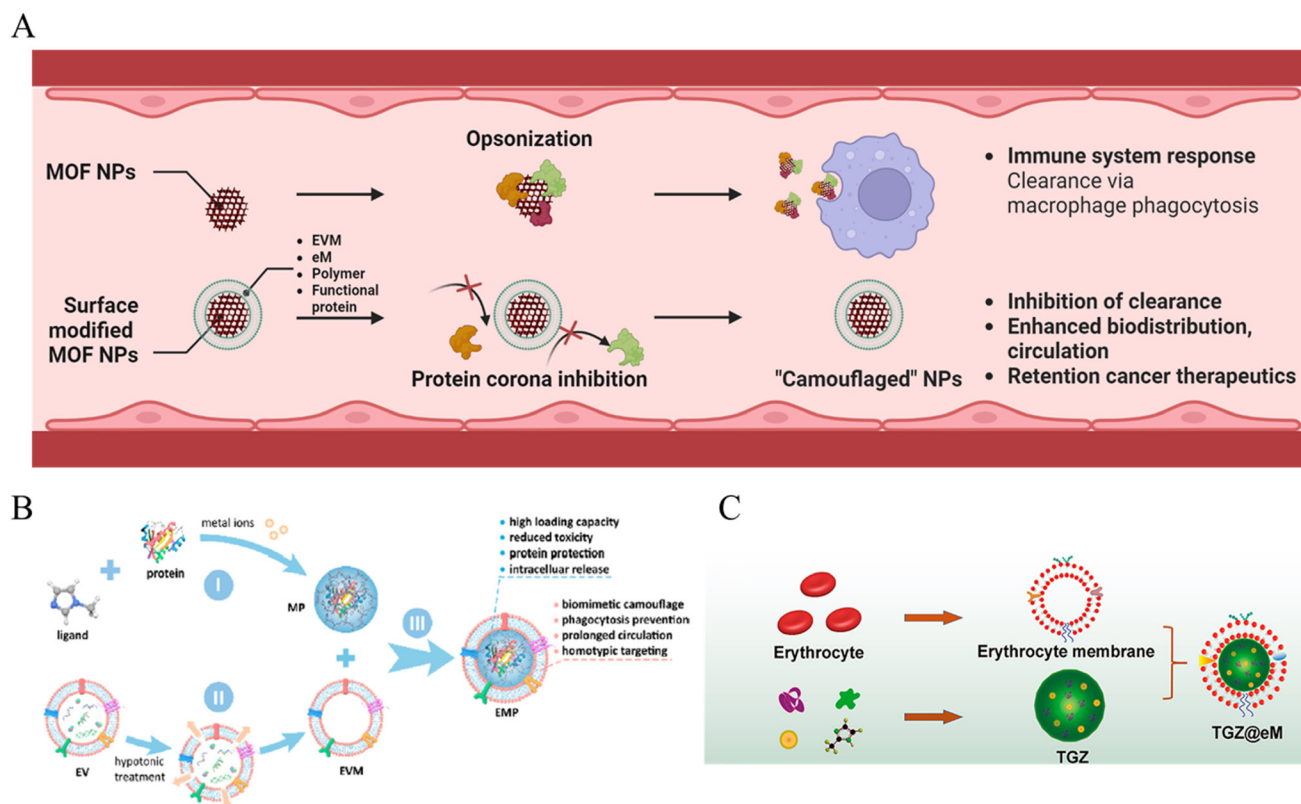 A
MOF NPs
Opsonization
• Immune system response
Clearance via
macrophage phagocytosis
• EVM
• eM
• Polymer
• Functional
protein
Surface
modified
MOF NPs
Protein corona inhibition
"Camouflaged" NPs
• Inhibition of clearance
• Enhanced biodistribution,
circulation
• Retention cancer therapeutics
B
ligand
protein
metal ions
I
MP
EV
hypotonic
treatment
II
EVM
III
• high loading capacity
• reduced toxicity
• protein protection
• intracelluar release
• biomimetic camouflage
• phagocytosis prevention
• prolonged circulation
• homotypic targeting
EMP
C
Erythrocyte
Erythrocyte membrane
TGZ
TGZ@eM